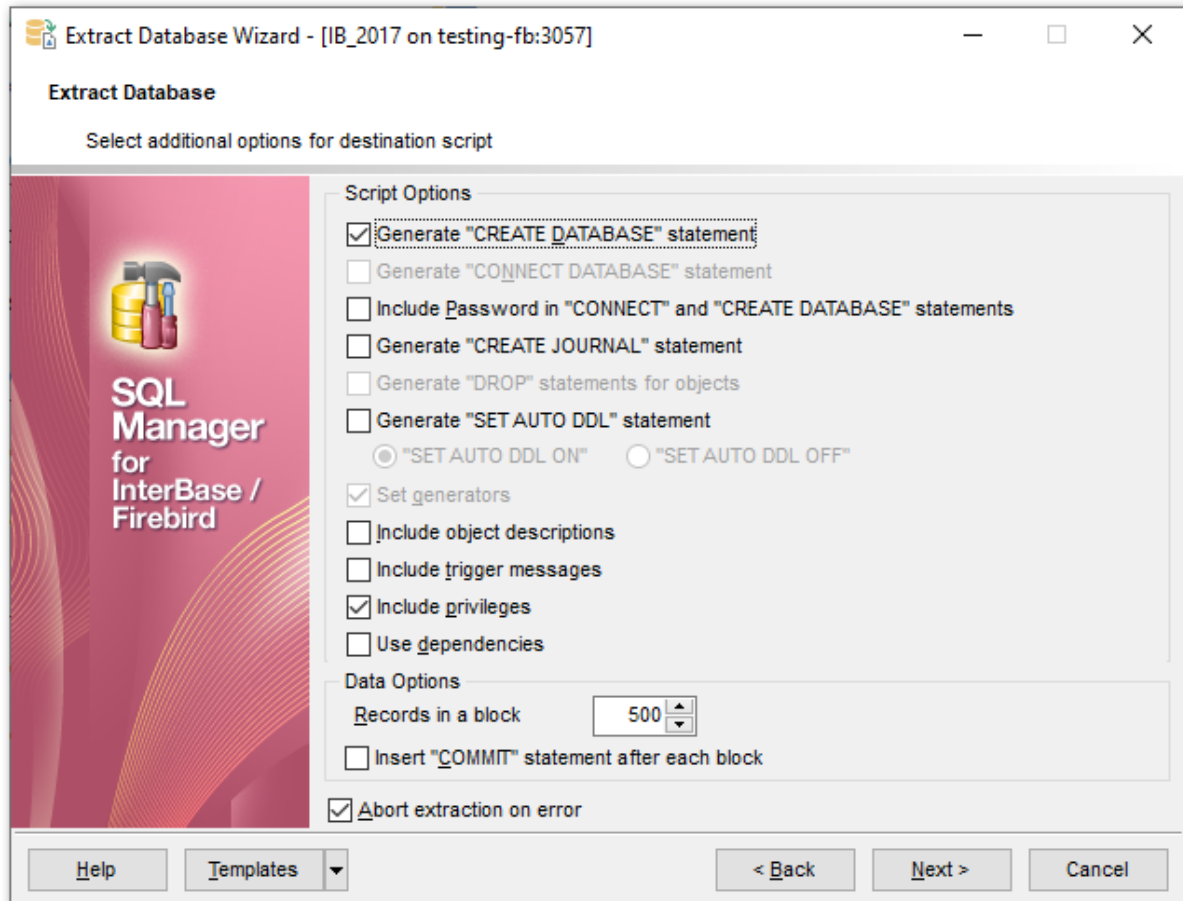 Extract Database Wizard - [IB_2017 on testing-fb:3057]
Extract Database
Select additional options for destination script
SQL
Manager
for
InterBase /
Firebird
Script Options
Generate "CREATE DATABASE" statement
Generate "CONNECT DATABASE" statement
Include Password in "CONNECT" and "CREATE DATABASE" statements
Generate "CREATE JOURNAL" statement
Generate "DROP" statements for objects
Generate "SET AUTO DDL" statement
"SET AUTO DDL ON" "SET AUTO DDL OFF"
Set generators
Include object descriptions
Include trigger messages
Include privileges
Use dependencies
Data Options
Records in a block 500
Insert "COMMIT" statement after each block
Abort extraction on error
Help Templates < Back Next > Cancel